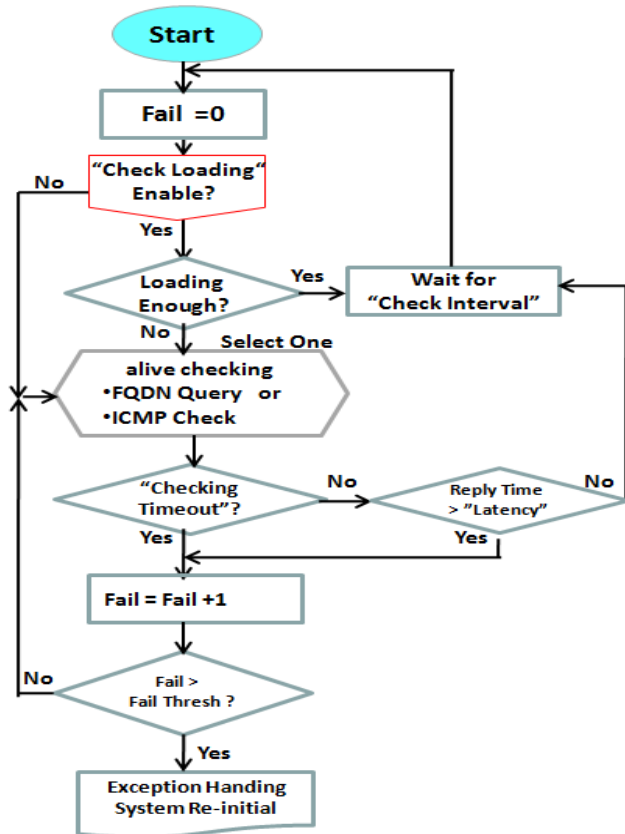 Start
Fail =0
“Check Loading“
Enable?
No
Yes
Loading
Enough?
Yes
No
Wait for
“Check Interval”
Select One
alive checking
•FQDN Query or
•ICMP Check
“Checking
Timeout”?
No
Yes
Reply Time
> ”Latency”
No
Yes
Fail = Fail +1
Fail >
Fail Thresh ?
No
Yes
Exception Handing
System Re-initial